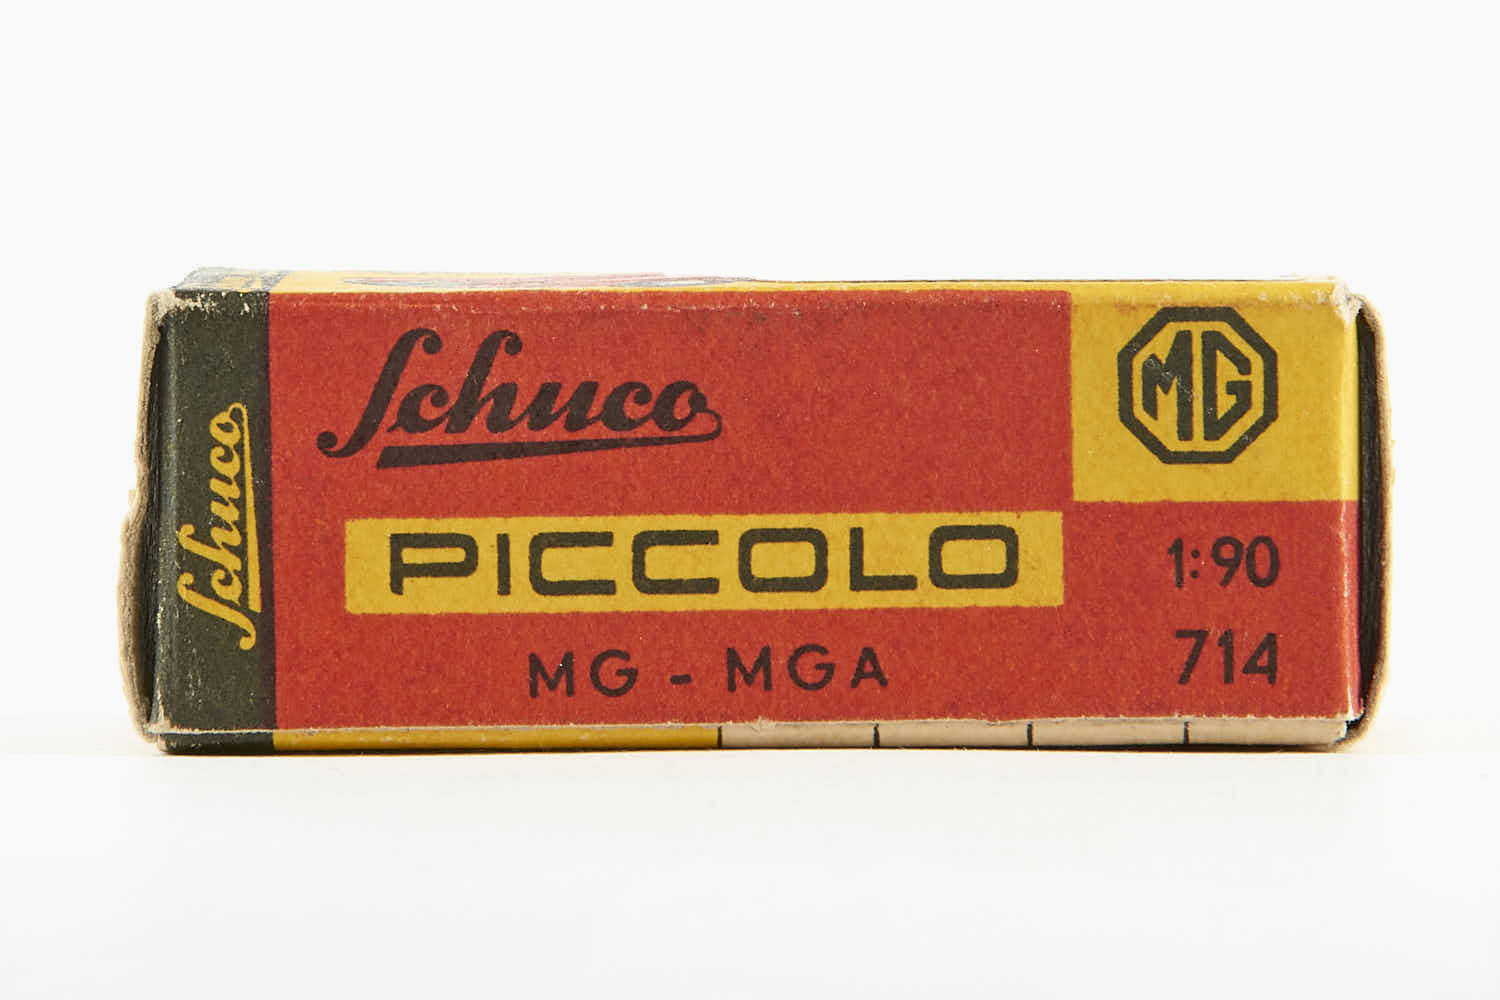 Schuco
Schuco
MG
PICCOLO
1:90
MG - MGA
714